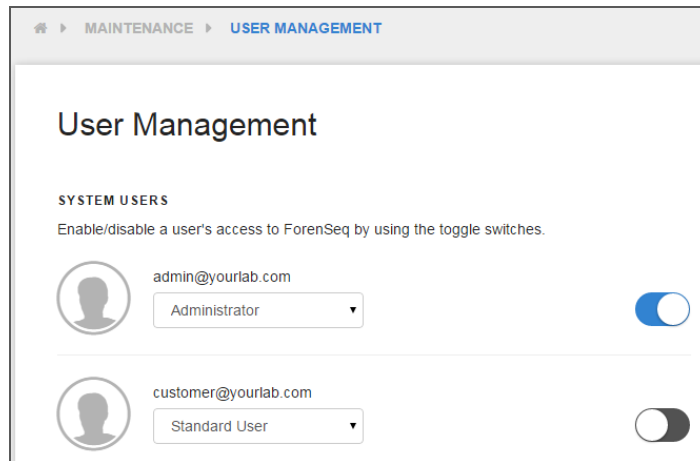 MAINTENANCE USER MANAGEMENT
User Management
SYSTEM USERS
Enable/disable a user's access to ForenSeq by using the toggle switches.
admin@yourlab.com
Administrator
customer@yourlab.com
Standard User